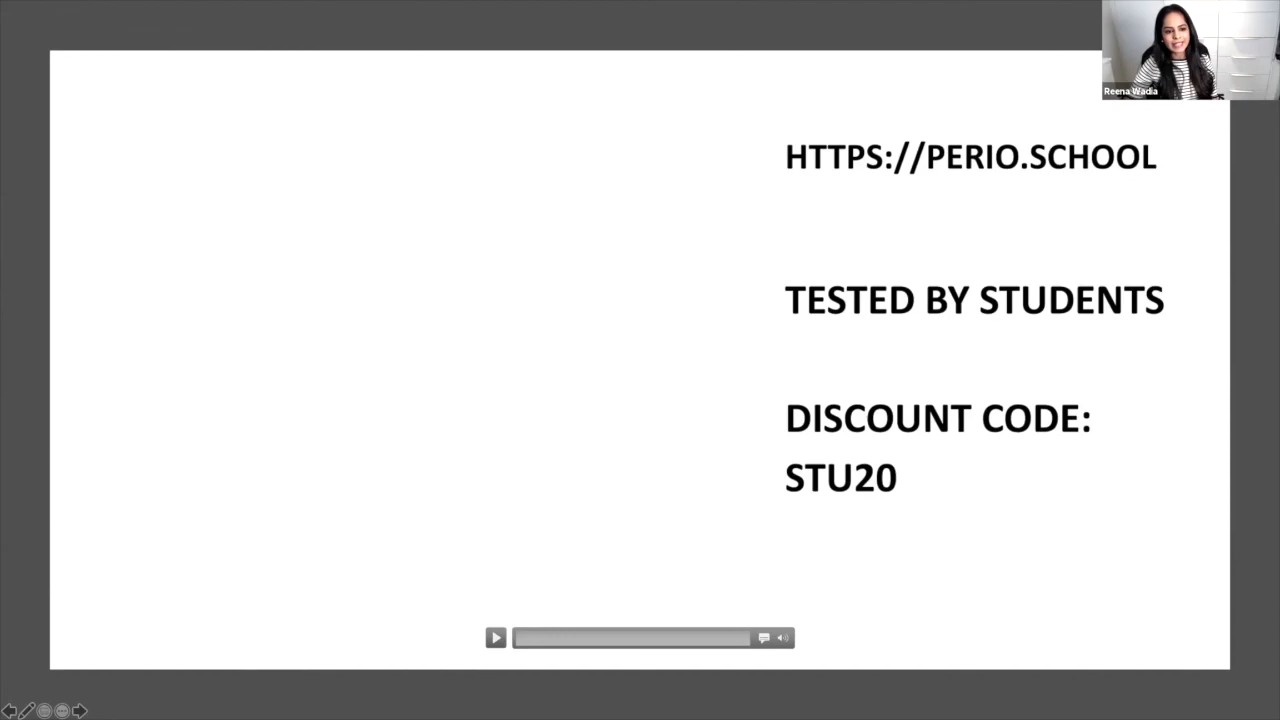 Reena Wadia
HTTPS://PERIO.SCHOOL
TESTED BY STUDENTS
DISCOUNT CODE:
STU20